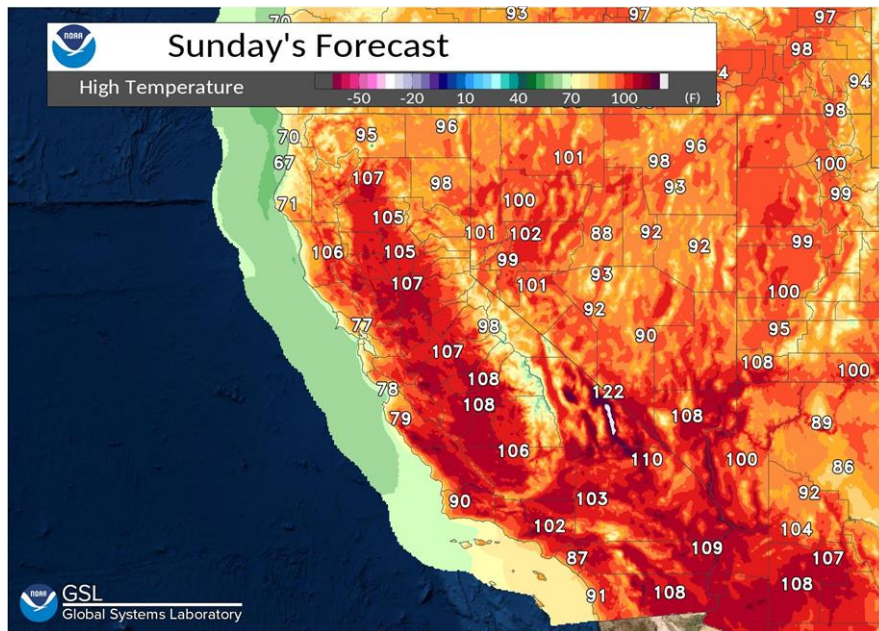 70 93 97 97
NOAA
Sunday's Forecast
98
High Temperature
-50 -20 10 40 70 100 (F)
94
98
70 95 96 96
67 101 98 100
107 98 93 99
71 100
105 101 102 88 92 92 99
106 105 99
107 101 93 100
77 98 92 90 95
107 108 100
78 108 122
79 108 108 89
106 110 100 86
90 103 92
102 104
87 109 107
91 108 108
NOAA
GSL
Global Systems Laboratory